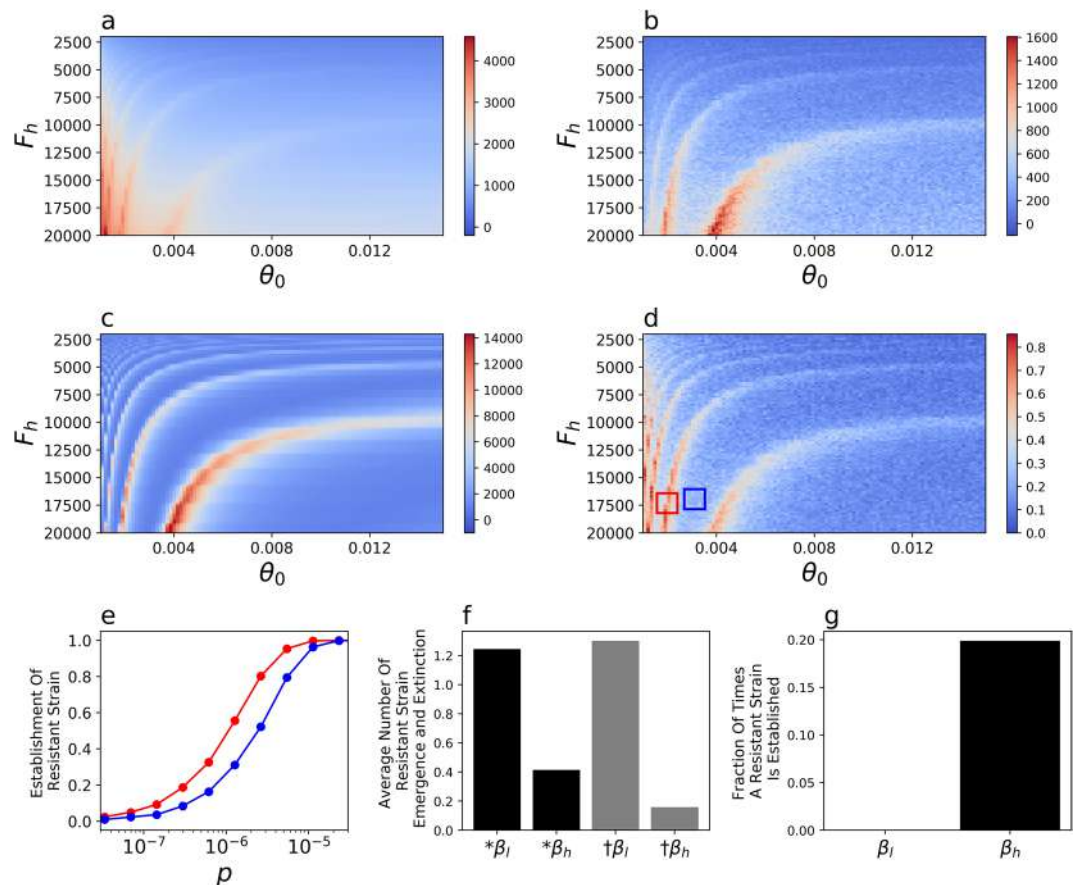 a
2500
5000
7500
10000
12500
15000
17500
20000
F_h
0.004 0.008 0.012
θ_0
4000
3000
2000
1000
0
b
2500
5000
7500
10000
12500
15000
17500
20000
F_h
0.004 0.008 0.012
θ_0
1600
1400
1200
1000
800
600
400
200
0
c
2500
5000
7500
10000
12500
15000
17500
20000
F_h
0.004 0.008 0.012
θ_0
14000
12000
10000
8000
6000
4000
2000
0
d
2500
5000
7500
10000
12500
15000
17500
20000
F_h
0.004 0.008 0.012
θ_0
0.8
0.7
0.6
0.5
0.4
0.3
0.2
0.1
0.0
e
Establishment Of
Resistant Strain
1.0
0.8
0.6
0.4
0.2
0.0
10^-7 10^-6 10^-5
p
f
Average Number Of
Resistant Strain
Emergence and Extinction
1.2
1.0
0.8
0.6
0.4
0.2
0.0
*β_l *β_h †β_l †β_h
g
Fraction Of Times
A Resistant Strain
Is Established
0.20
0.15
0.10
0.05
0.00
β_l β_h